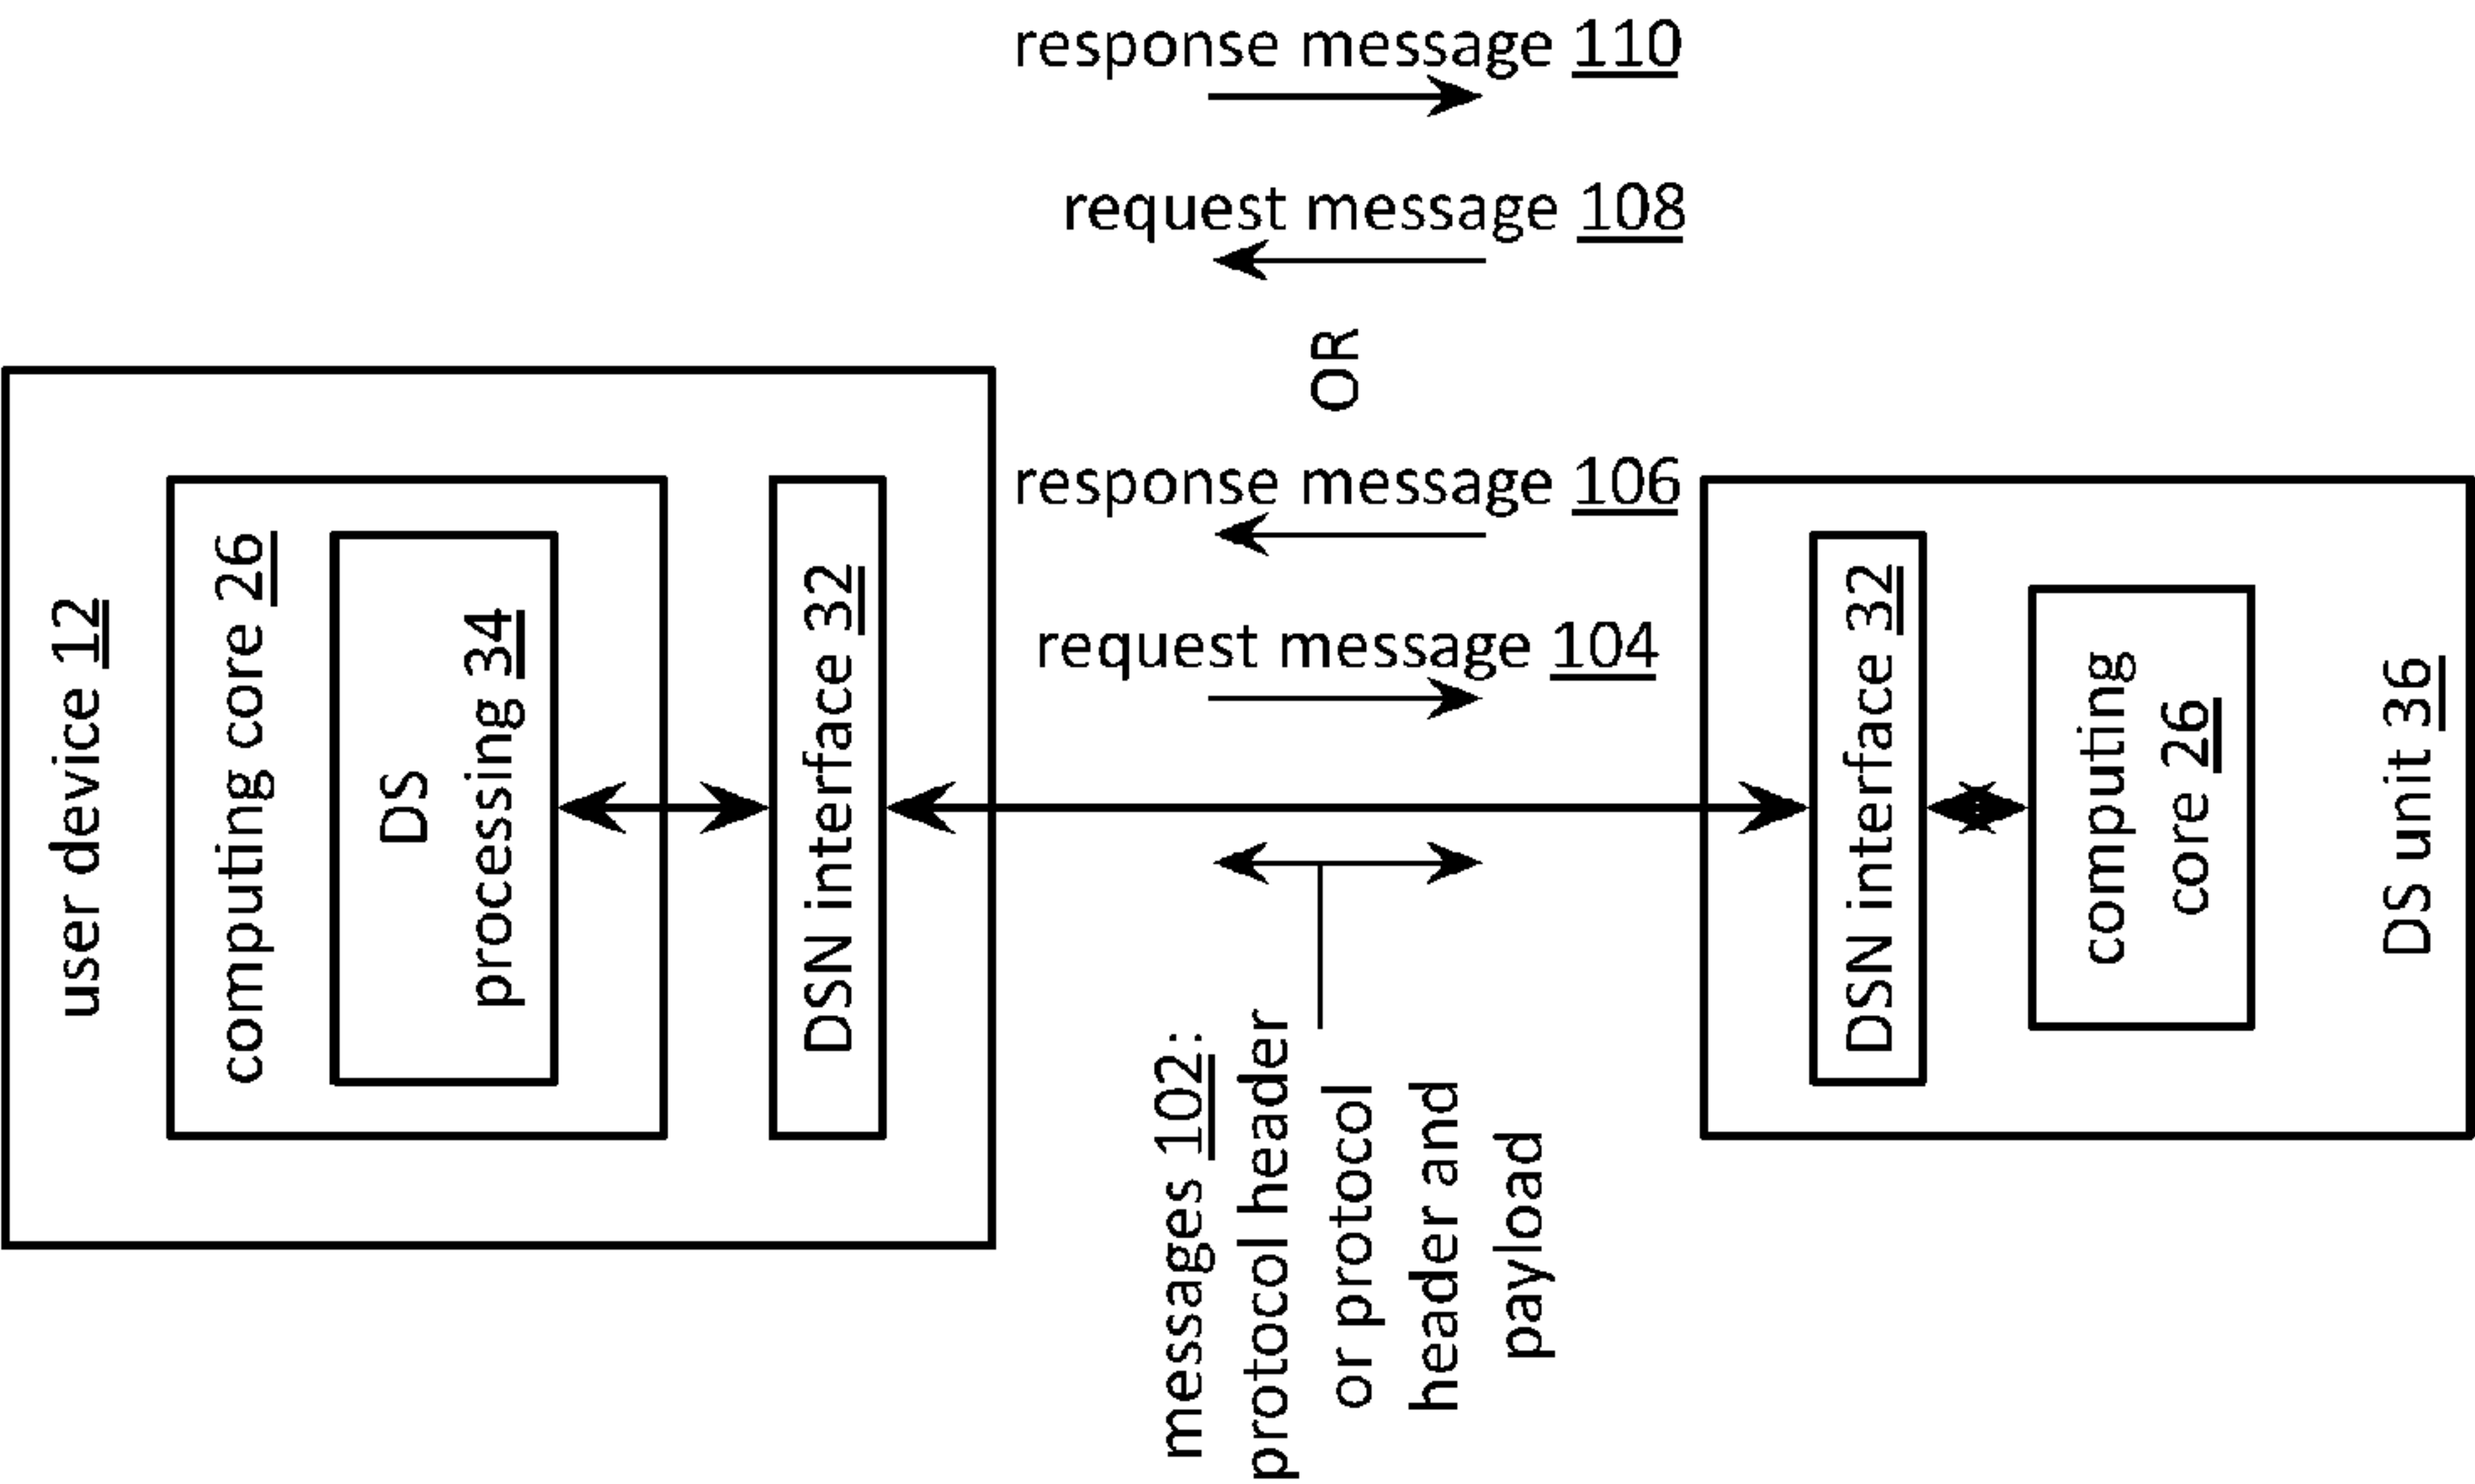 response message 110
request message 108
OR
response message 106
request message 104
user device 12
computing core 26
DS
processing 34
DSN interface 32
messages 102:
protocol header
or protocol
header and
payload
DSN interface 32
computing
core 26
DS unit 36